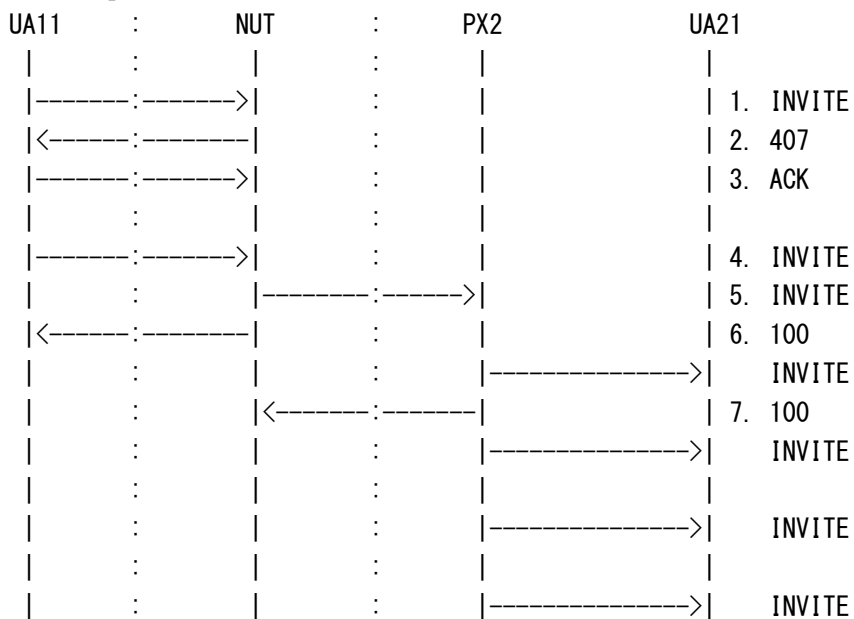 UA11 : NUT : PX2 UA21
| : | : | |
|-------:------->| : | | 1. INVITE
|<------:--------| : | | 2. 407
|-------:------->| : | | 3. ACK
| : | : | |
|-------:------->| : | | 4. INVITE
| : |--------:------>| | 5. INVITE
|<------:--------| : | | 6. 100
| : | : |--------------->| INVITE
| : |<-------:-------| | 7. 100
| : | : |--------------->| INVITE
| : | : | |
| : | : |--------------->| INVITE
| : | : | |
| : | : |--------------->| INVITE